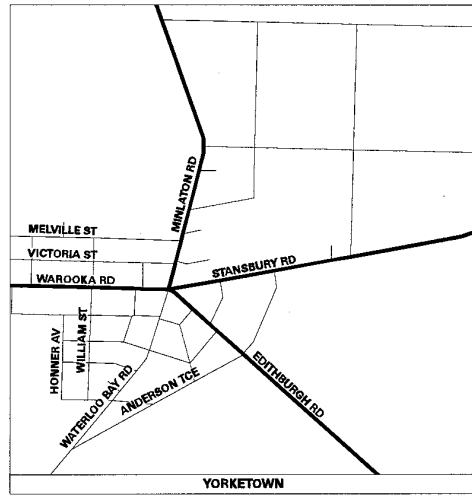 MINLATON RD
MELVILLE ST
VICTORIA ST
WAROOKA RD
STANSBURY RD
HONNER AV
WILLIAM ST
WATERLOO BAY RD
ANDERSON TCE
EDITHBURGH RD
YORKETOWN